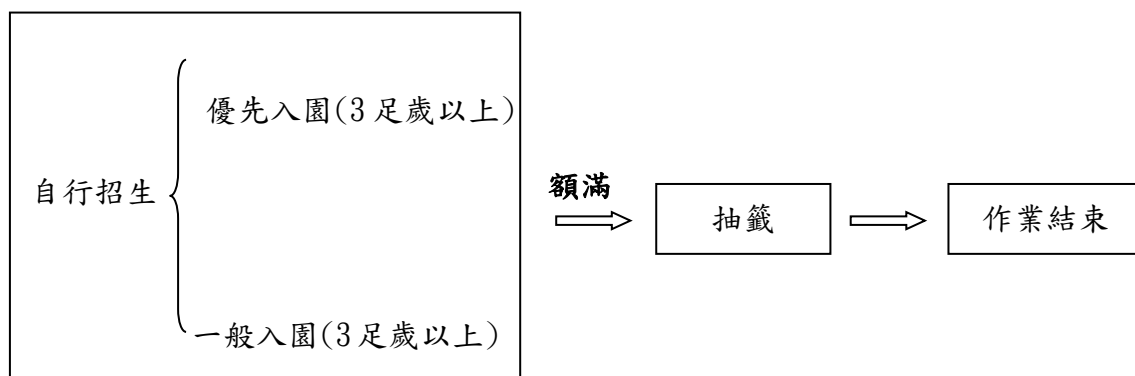 優先入園(3足歲以上)
自行招生
額滿
抽籤
作業結束
一般入園(3足歲以上)